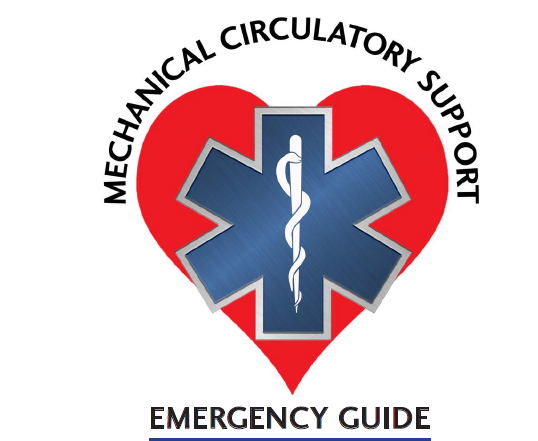 MECHANICAL CIRCULATORY SUPPORT
EMERGENCY GUIDE